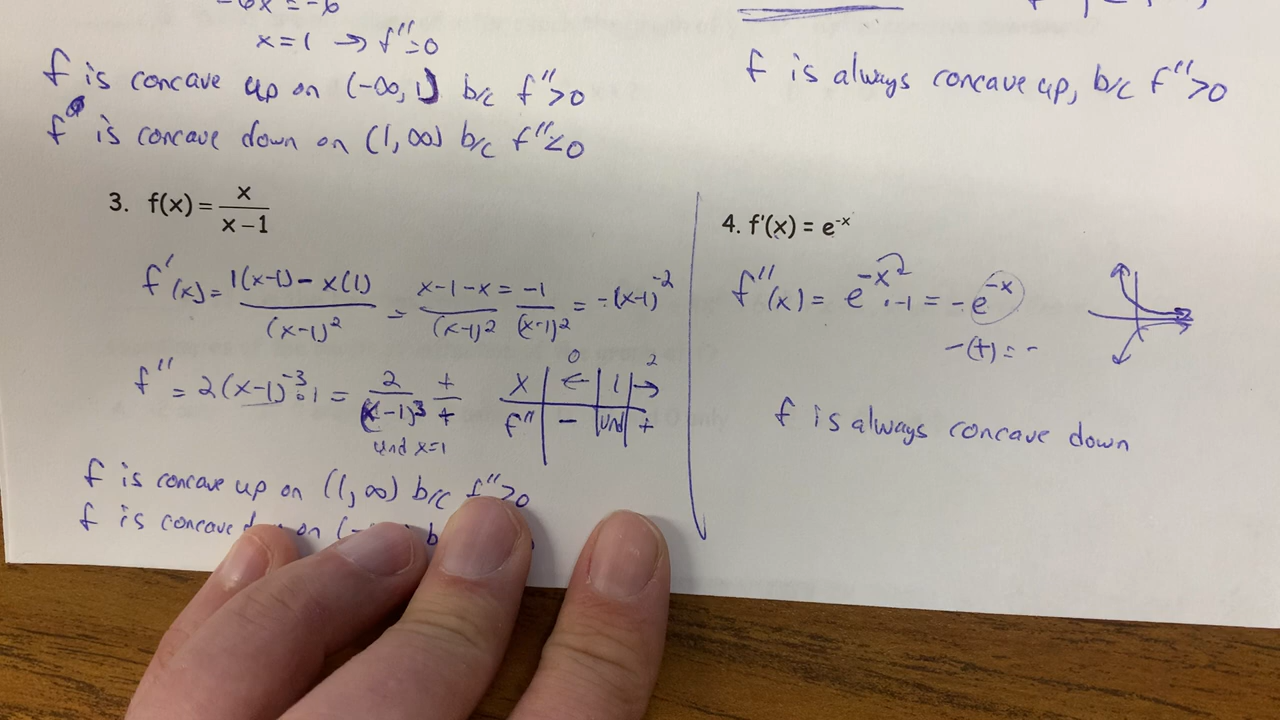 -6x = -6
x=1 → f''=0
f is concave up on (-∞, 1) b/c f''>0
f is concave down on (1, ∞) b/c f''<0
f is always concave up, b/c f''>0
3. f(x) = x / x - 1
f'(x) = 1(x-1) - x(1) / (x-1)² = x-1-x / (x-1)² = -1 / (x-1)² = -(x-1)^-2
f'' = 2(x-1)^-3 · 1 = 2 / (x-1)³ + / +
und x=1
0 2
x ← 1 →
f'' - und +
f is concave up on (1, ∞) b/c f''>0
f is concave on (- b
4. f'(x) = e^-x
f''(x) = e^-x · -1 = -e^-x
-(+) = -
f is always concave down